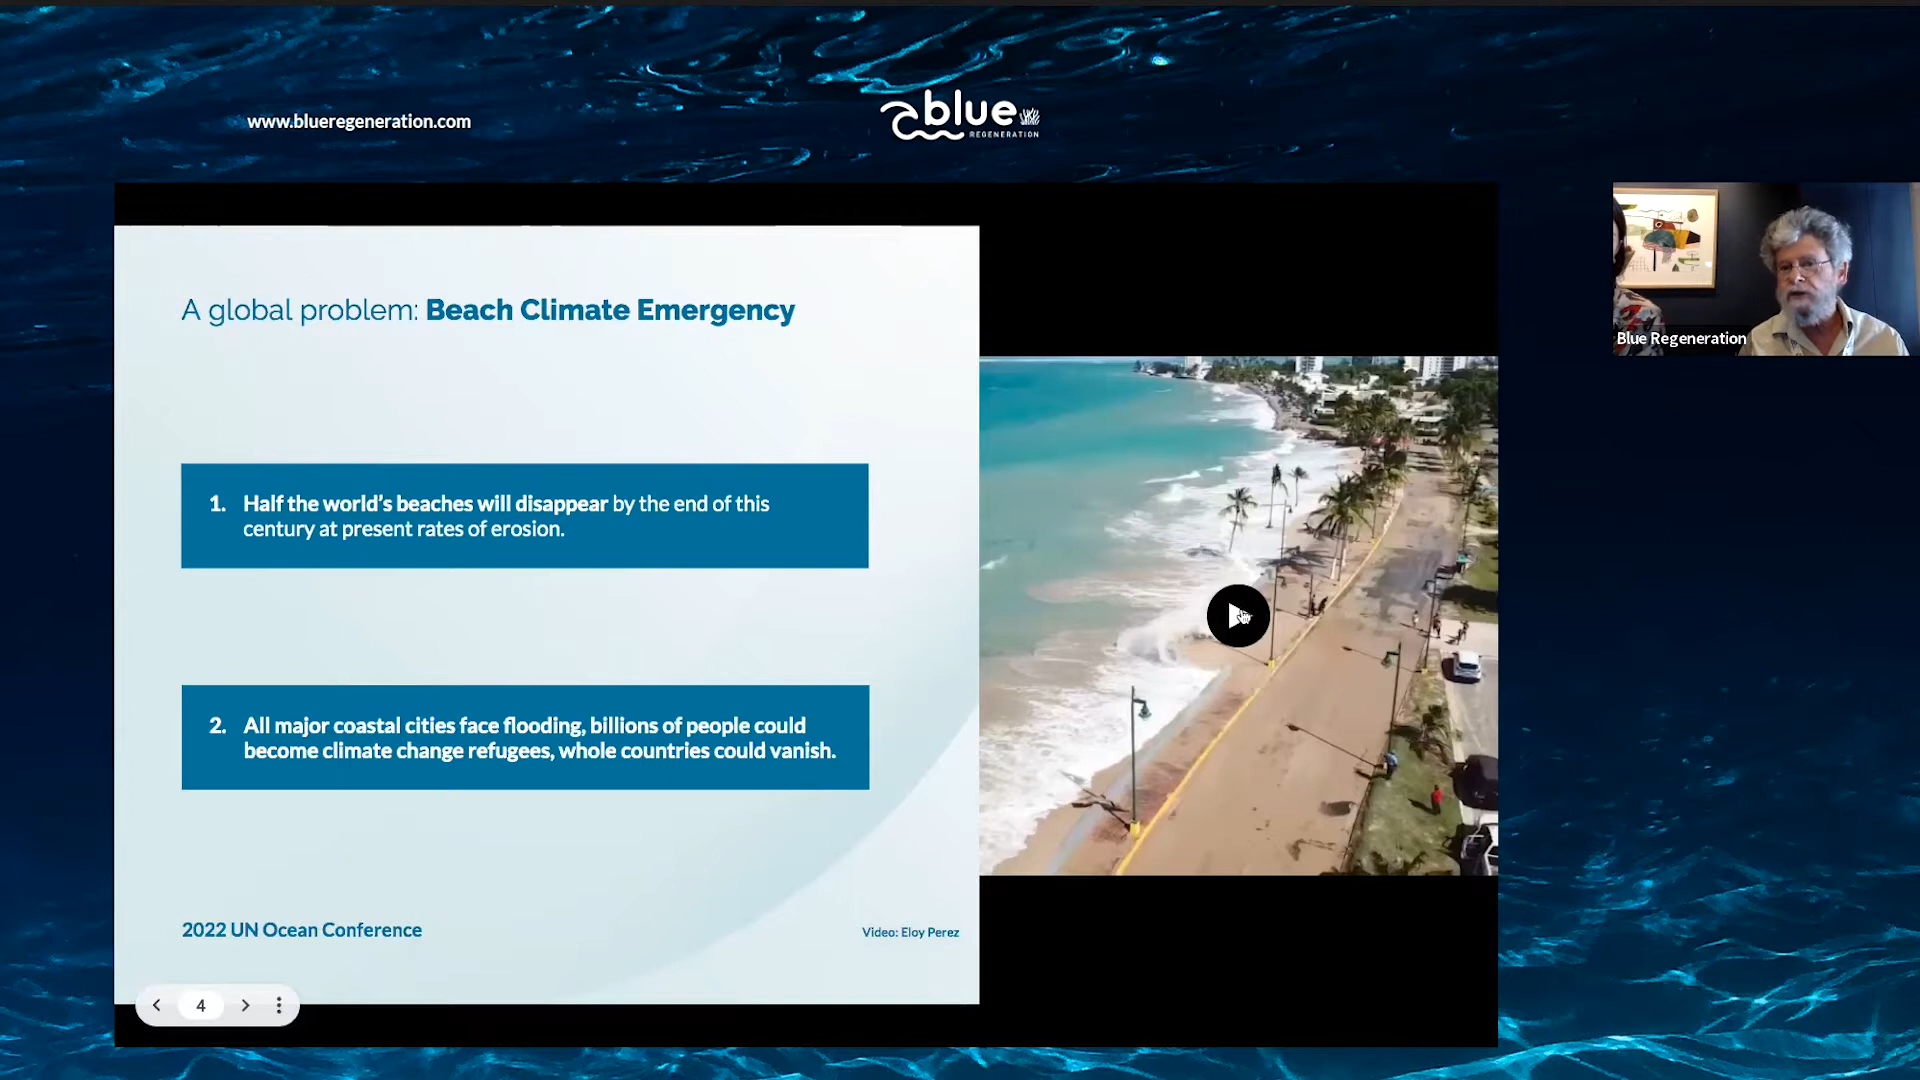 www.blueregeneration.com
blue
REGENERATION
A global problem: Beach Climate Emergency
1. Half the world's beaches will disappear by the end of this
century at present rates of erosion.
2. All major coastal cities face flooding, billions of people could
become climate change refugees, whole countries could vanish.
2022 UN Ocean Conference
Video: Eloy Perez
4
Blue Regeneration